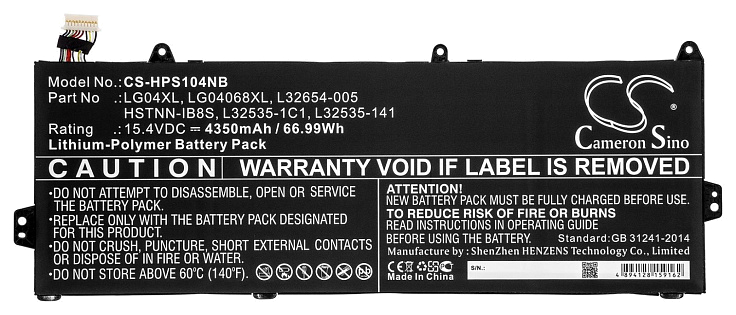 Model No.:CS-HPS104NB
Part No :LG04XL, LG04068XL, L32654-005
HSTNN-IB8S, L32535-1C1, L32535-141
Rating :15.4VDC ⎓ 4350mAh / 66.99Wh
Lithium-Polymer Battery Pack
CS
Cameron Sino
CAUTION
WARRANTY VOID IF LABEL IS REMOVED
•DO NOT ATTEMPT TO DISASSEMBLE, OPEN OR SERVICE
THE BATTERY PACK.
•REPLACE ONLY WITH THE BATTERY PACK DESIGNATED
FOR THIS PRODUCT.
•DO NOT CRUSH, PUNCTURE, SHORT EXTERNAL CONTACTS
OR DISPOSE OF IN FIRE OR WATER.
•DO NOT STORE ABOVE 60°C (140°F).
ATTENTION!
NEW BATTERY PACK MUST BE FULLY CHARGED BEFORE USE
TO REDUCE RISK OF FIRE OR BURNS
READ INSTRUCTIONS IN OPERATING GUIDE
BEFORE USING THE BATTERY.
Standard:GB 31241-2014
Manufacture by : ShenZhen HENZENS Technology Co., Limited
CE FC
Made In China
S/N.:
4 894128 159162